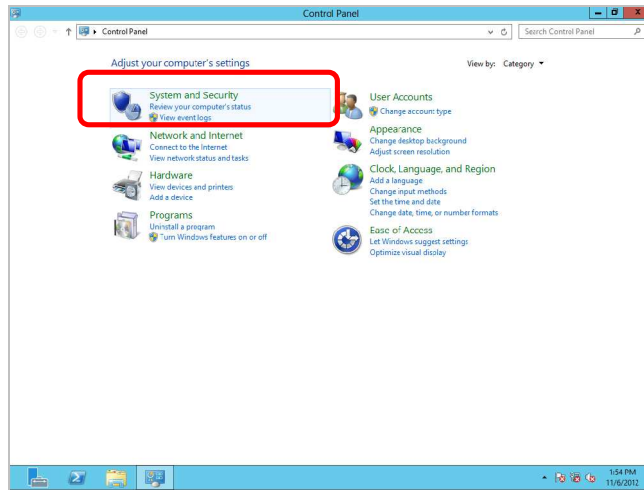 Control Panel
Control Panel
Search Control Panel
Adjust your computer's settings
View by: Category
System and Security
Review your computer's status
View event logs
Network and Internet
Connect to the Internet
View network status and tasks
Hardware
View devices and printers
Add a device
Programs
Uninstall a program
Turn Windows features on or off
User Accounts
Change account type
Appearance
Change desktop background
Adjust screen resolution
Clock, Language, and Region
Add a language
Change input methods
Set the time and date
Change date, time, or number formats
Ease of Access
Let Windows suggest settings
Optimize visual display
1:54 PM
11/6/2012